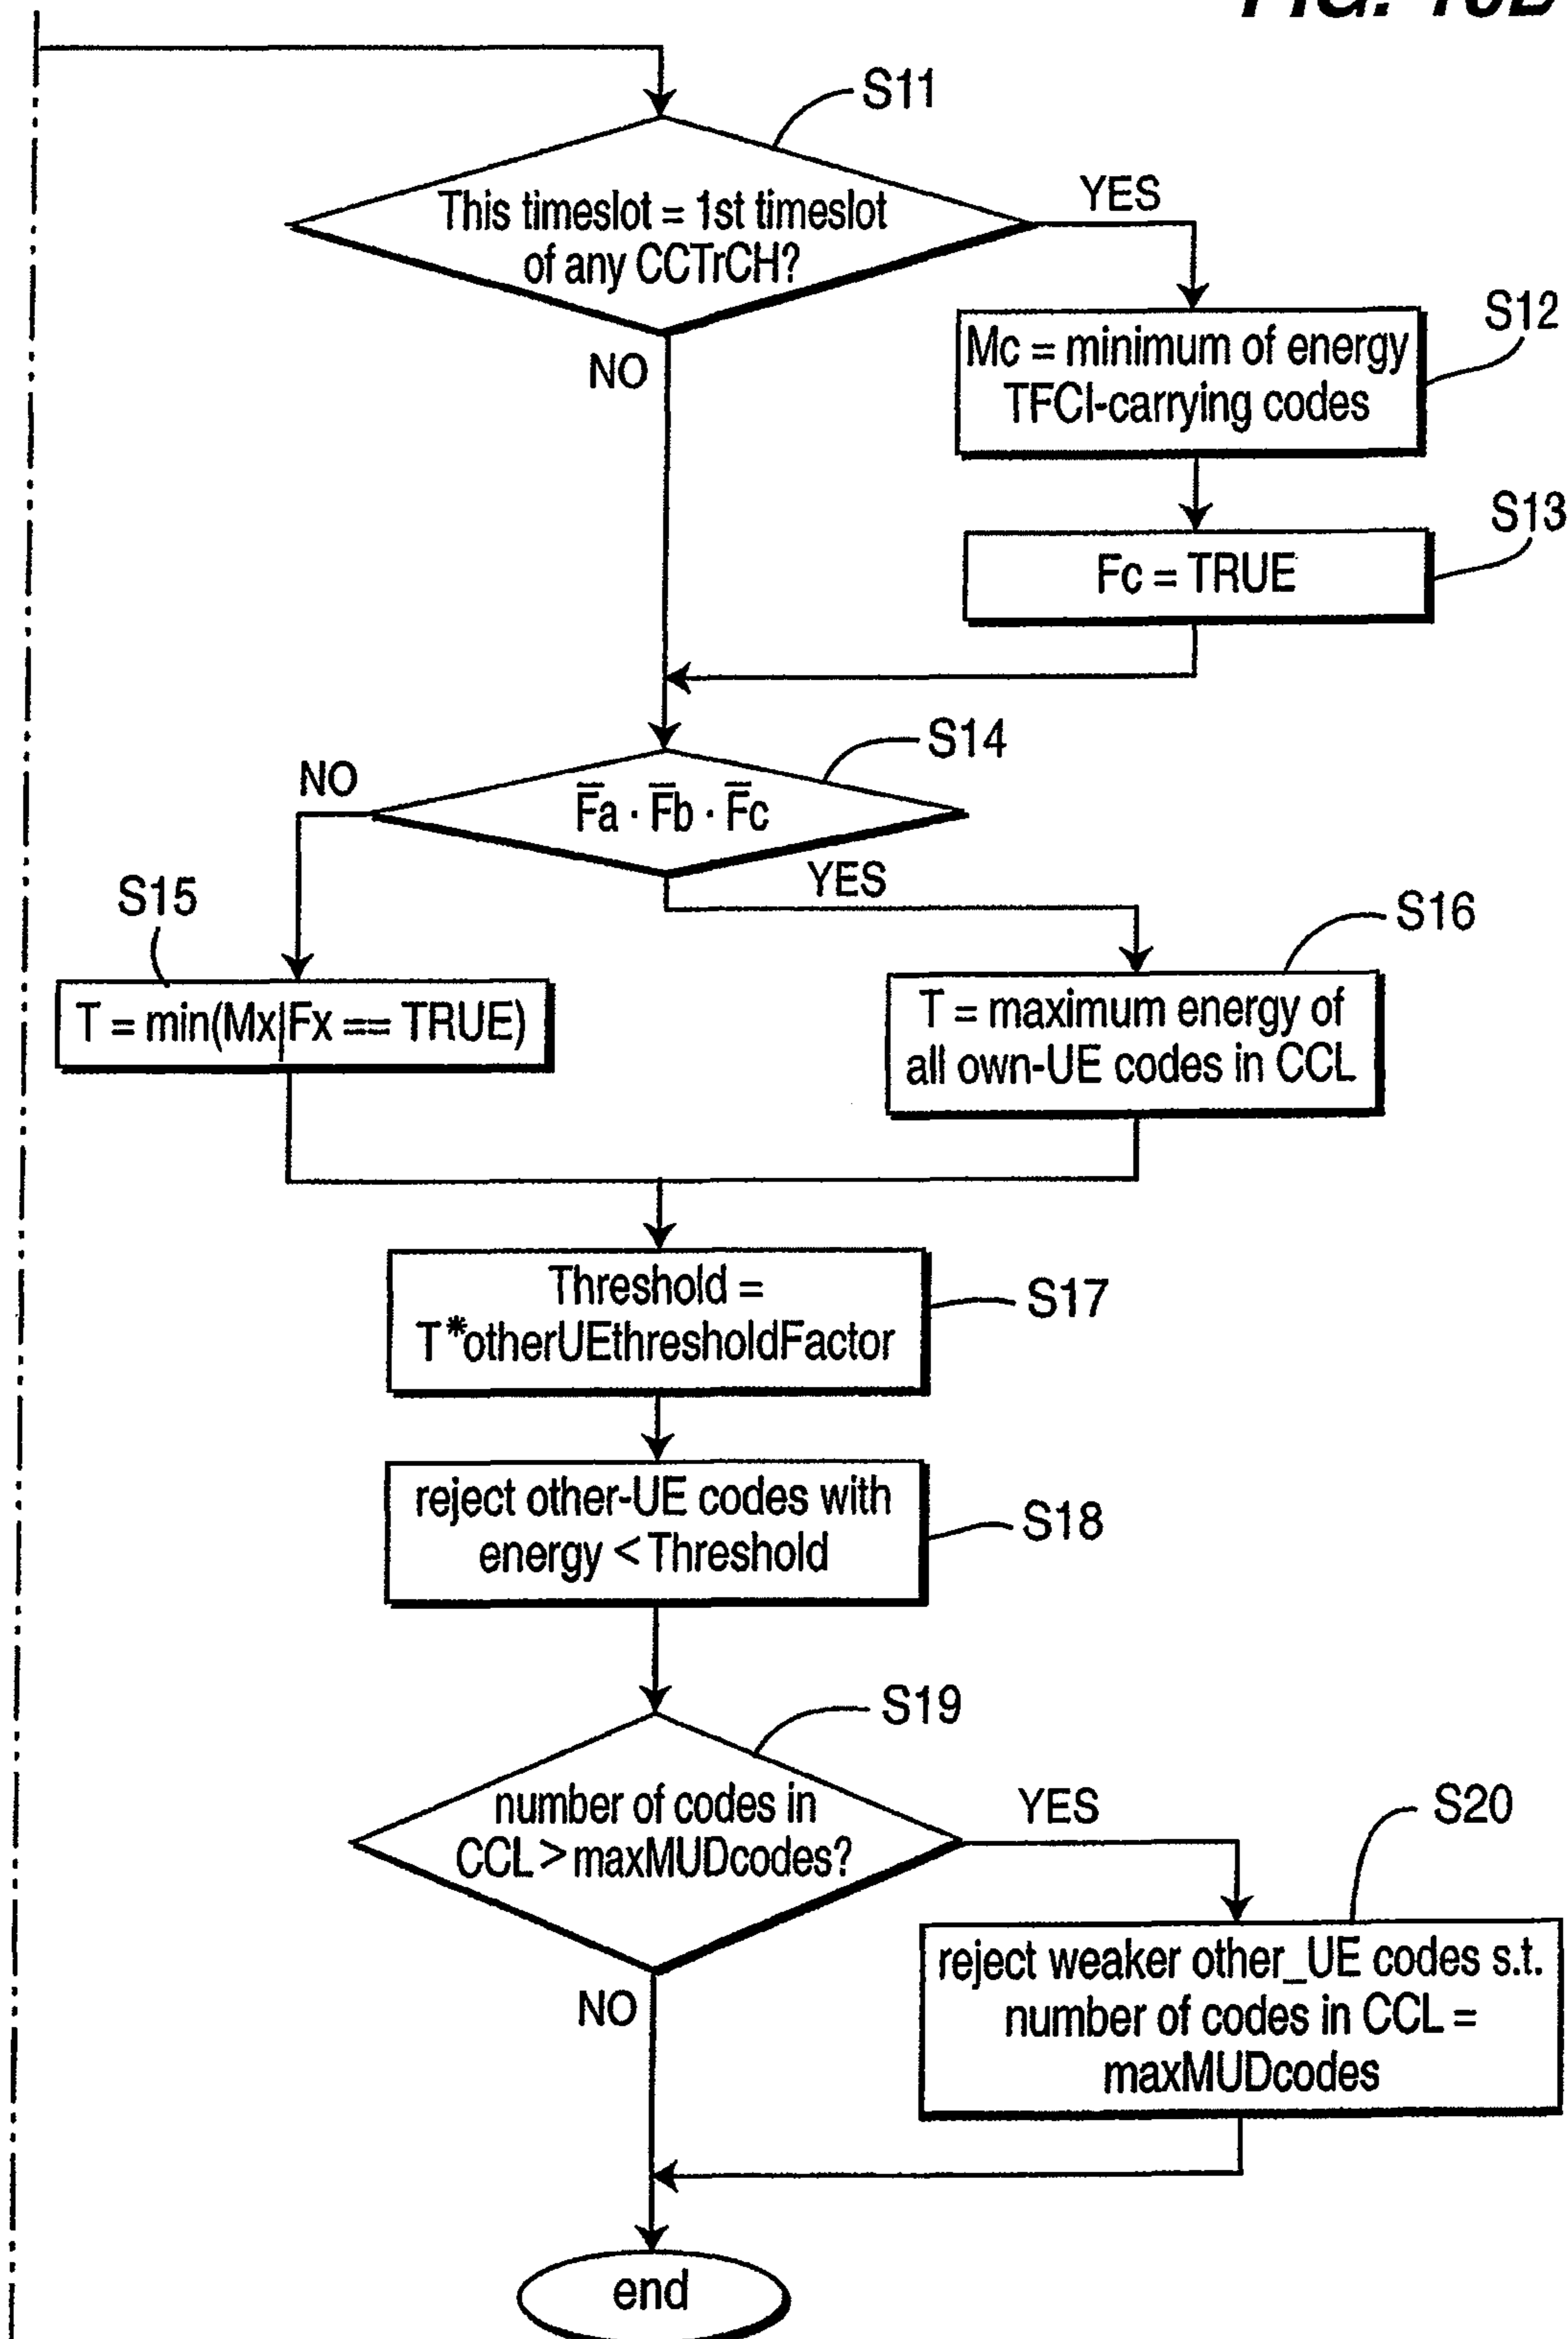 S11
This timeslot = 1st timeslot
of any CCTrCH?
YES
NO
S12
Mc = minimum of energy
TFCI-carrying codes
S13
Fc = TRUE
S14
F̅a · F̅b · F̅c
NO
YES
S15
T = min(Mx|Fx == TRUE)
S16
T = maximum energy of
all own-UE codes in CCL
Threshold =
T*otherUEthresholdFactor
S17
reject other-UE codes with
energy < Threshold
S18
S19
number of codes in
CCL > maxMUDcodes?
YES
NO
S20
reject weaker other_UE codes s.t.
number of codes in CCL =
maxMUDcodes
end